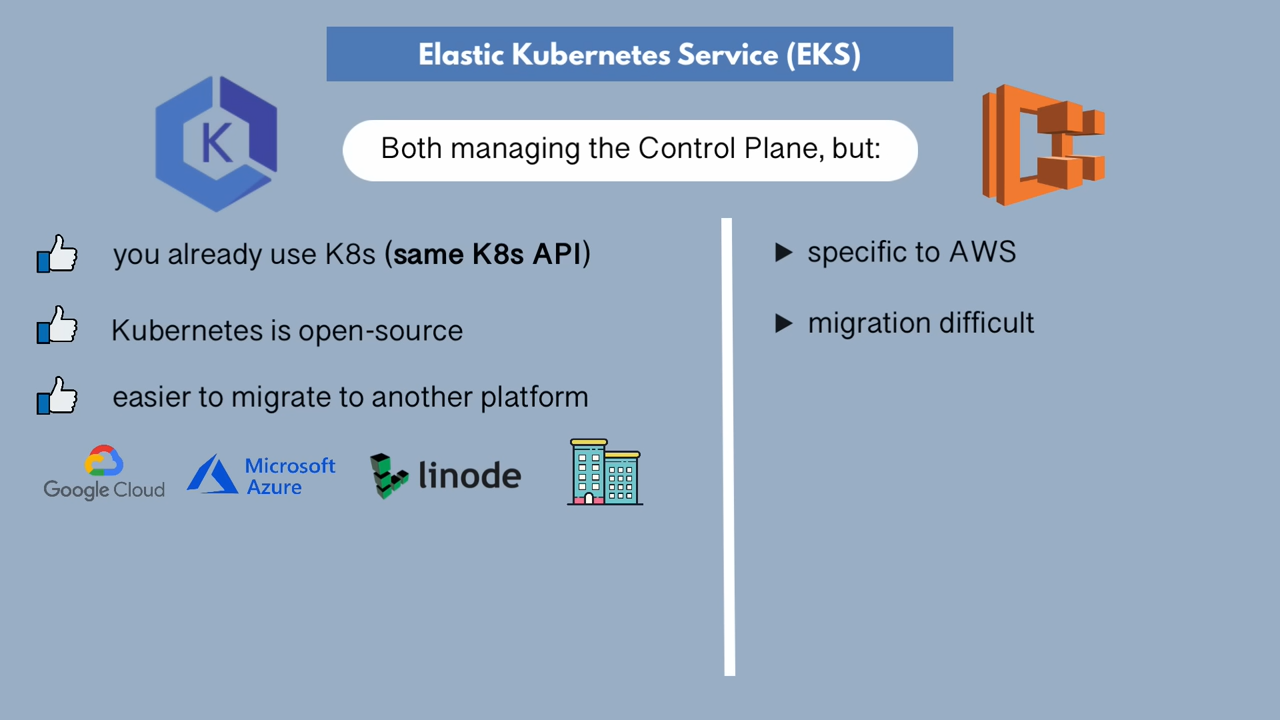 Elastic Kubernetes Service (EKS)
K
Both managing the Control Plane, but:
you already use K8s (same K8s API)
Kubernetes is open-source
easier to migrate to another platform
Google Cloud
Microsoft
Azure
linode
specific to AWS
migration difficult